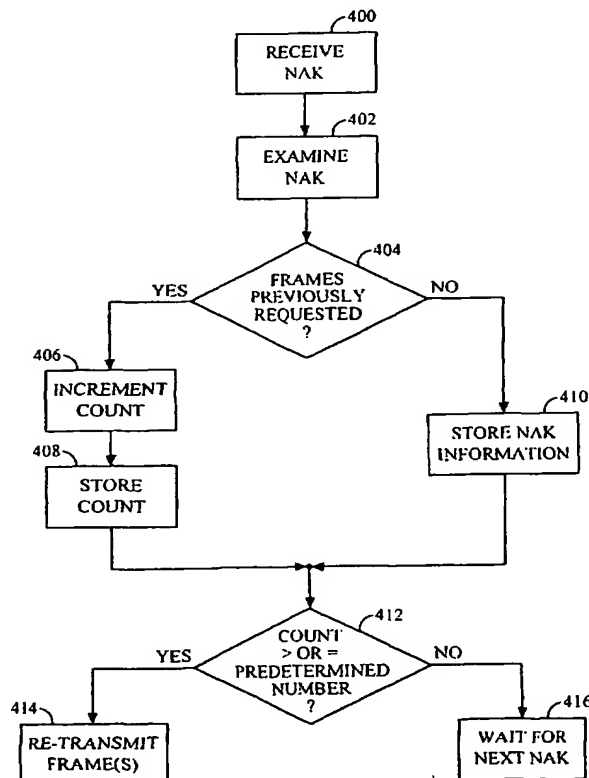 400
RECEIVE
NAK
402
EXAMINE
NAK
404
FRAMES
PREVIOUSLY
REQUESTED
?
YES
NO
406
INCREMENT
COUNT
408
STORE
COUNT
410
STORE NAK
INFORMATION
412
COUNT
> OR =
PREDETERMINED
NUMBER
?
YES
NO
414
RE-TRANSMIT
FRAME(S)
416
WAIT FOR
NEXT NAK